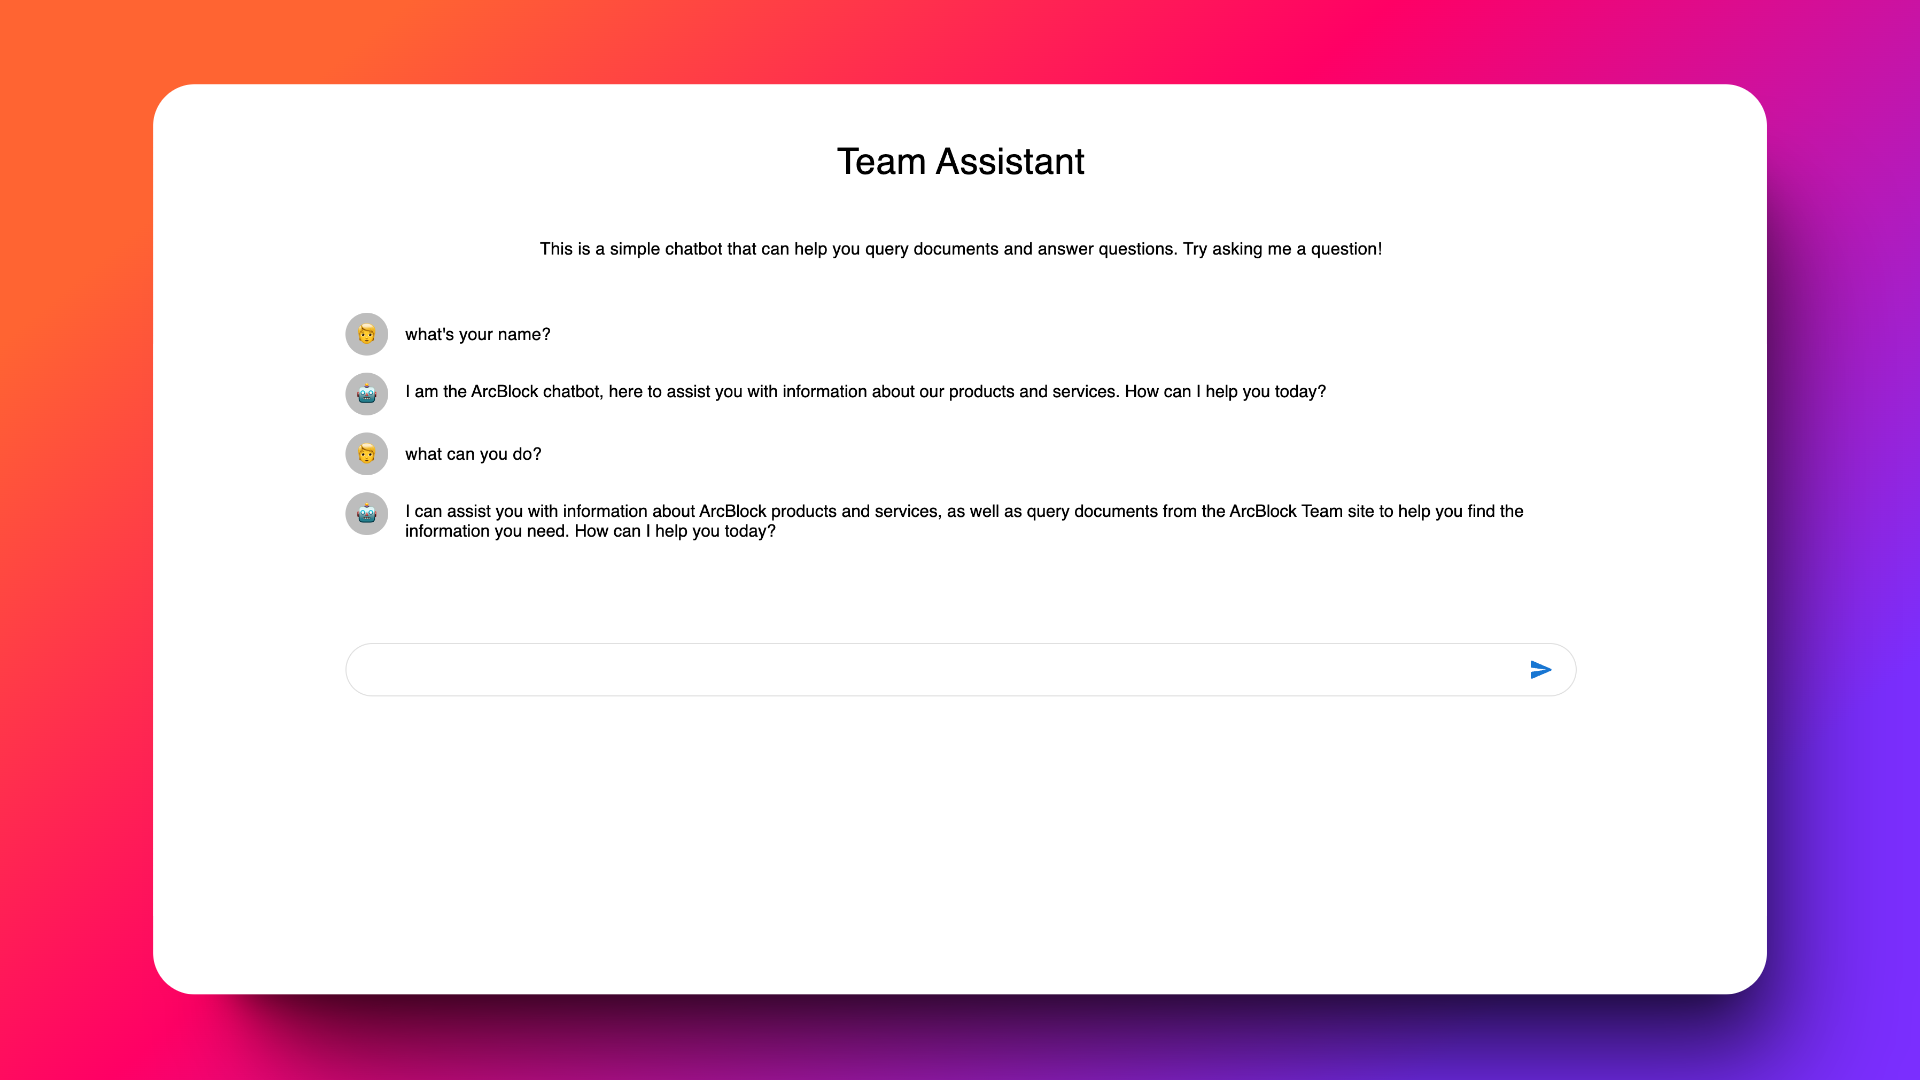 Team Assistant
This is a simple chatbot that can help you query documents and answer questions. Try asking me a question!
what's your name?
I am the ArcBlock chatbot, here to assist you with information about our products and services. How can I help you today?
what can you do?
I can assist you with information about ArcBlock products and services, as well as query documents from the ArcBlock Team site to help you find the
information you need. How can I help you today?